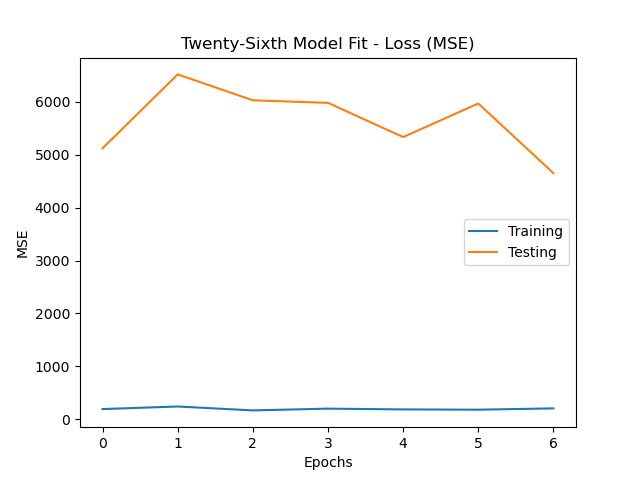 Twenty-Sixth Model Fit - Loss (MSE)
6000
5000
4000
3000
2000
1000
0
MSE
Training
Testing
0 1 2 3 4 5 6
Epochs